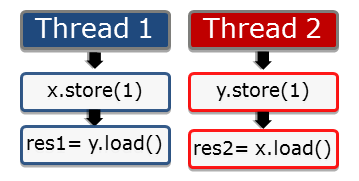 Thread 1
x.store(1)
res1= y.load()
Thread 2
y.store(1)
res2= x.load()